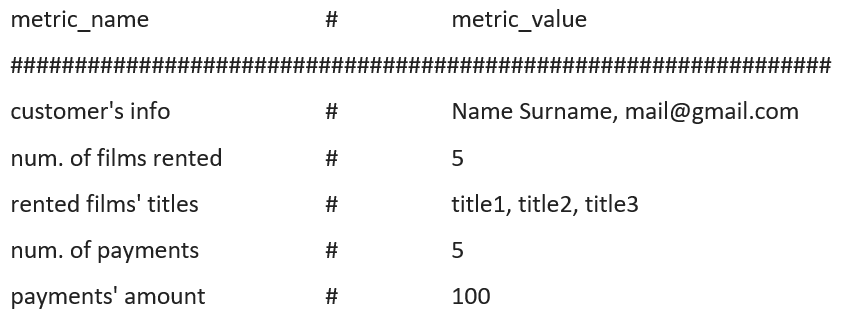 metric_name # metric_value
################################################################
customer's info # Name Surname, mail@gmail.com
num. of films rented # 5
rented films' titles # title1, title2, title3
num. of payments # 5
payments' amount # 100